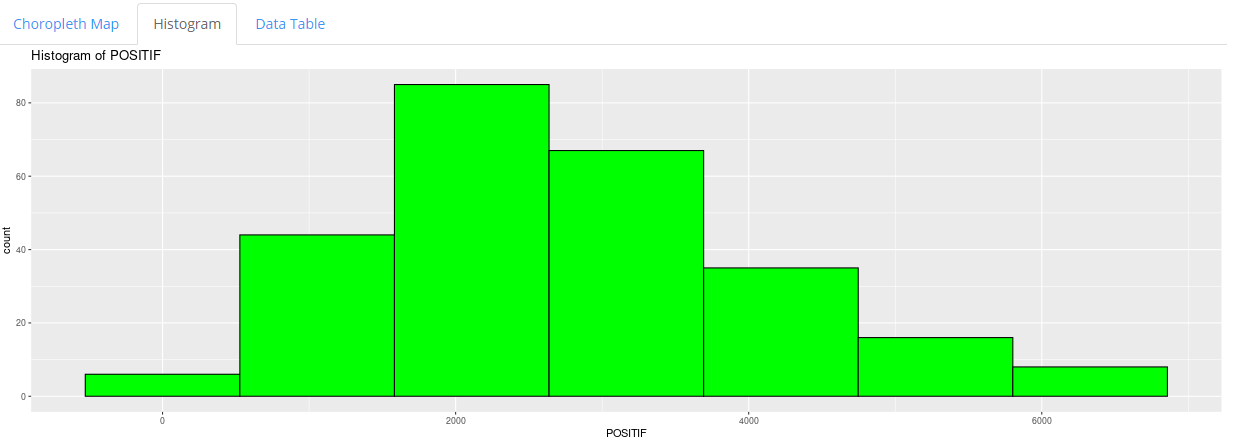 Choropleth Map Histogram Data Table
Histogram of POSITIF
80
60
40
20
0
count
0 2000 4000 6000
POSITIF